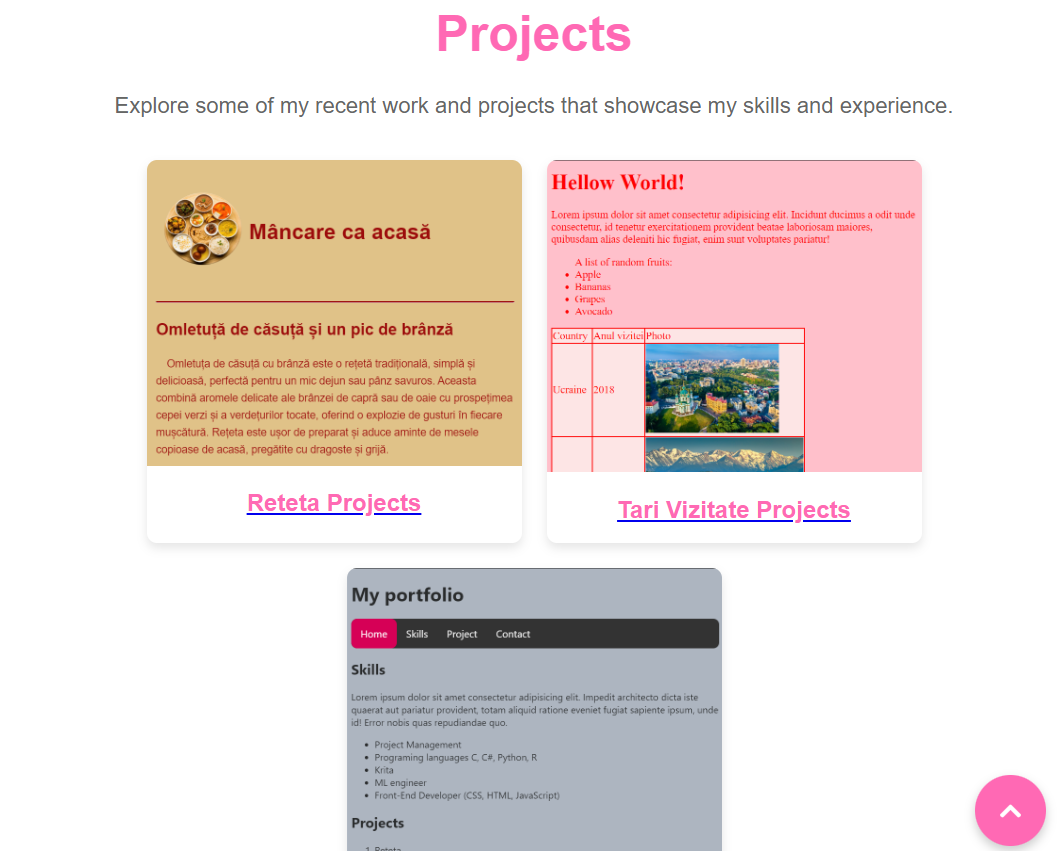 Projects
Explore some of my recent work and projects that showcase my skills and experience.
Mâncare ca acasă
Omletuță de căsuță și un pic de brânză
Omletuța de căsuță cu brânză este o rețetă tradițională, simplă și
delicioasă, perfectă pentru un mic dejun sau pânz savuros. Aceasta
combină aromele delicate ale brânzei de capră sau de oaie cu prospețimea
cepei verzi și a verdețurilor tocate, oferind o explozie de gusturi în fiecare
mușcătură. Rețeta este ușor de preparat și aduce aminte de mesele
copioase de acasă, pregătite cu dragoste și grijă.
Reteta Projects
Hellow World!
Lorem ipsum dolor sit amet consectetur adipisicing elit. Incidunt ducimus a odit unde
consectetur, id tenetur exercitationem provident beatae laboriosam maiores,
quibusdam alias deleniti hic fugiat, enim sunt voluptates pariatur!
A list of random fruits:
Apple
Bananas
Grapes
Avocado
Country Anul vizitei Photo
Ucraine 2018
Tari Vizitate Projects
My portfolio
Home Skills Project Contact
Skills
Lorem ipsum dolor sit amet consectetur adipisicing elit. Impedit architecto dicta iste
quaerat aut pariatur provident, totam aliquid ratione eveniet fugiat sapiente ipsum, unde
id! Error nobis quas repudiandae quo.
Project Management
Programing languages C, C#, Python, R
Krita
ML engineer
Front-End Developer (CSS, HTML, JavaScript)
Projects
1. Reteta